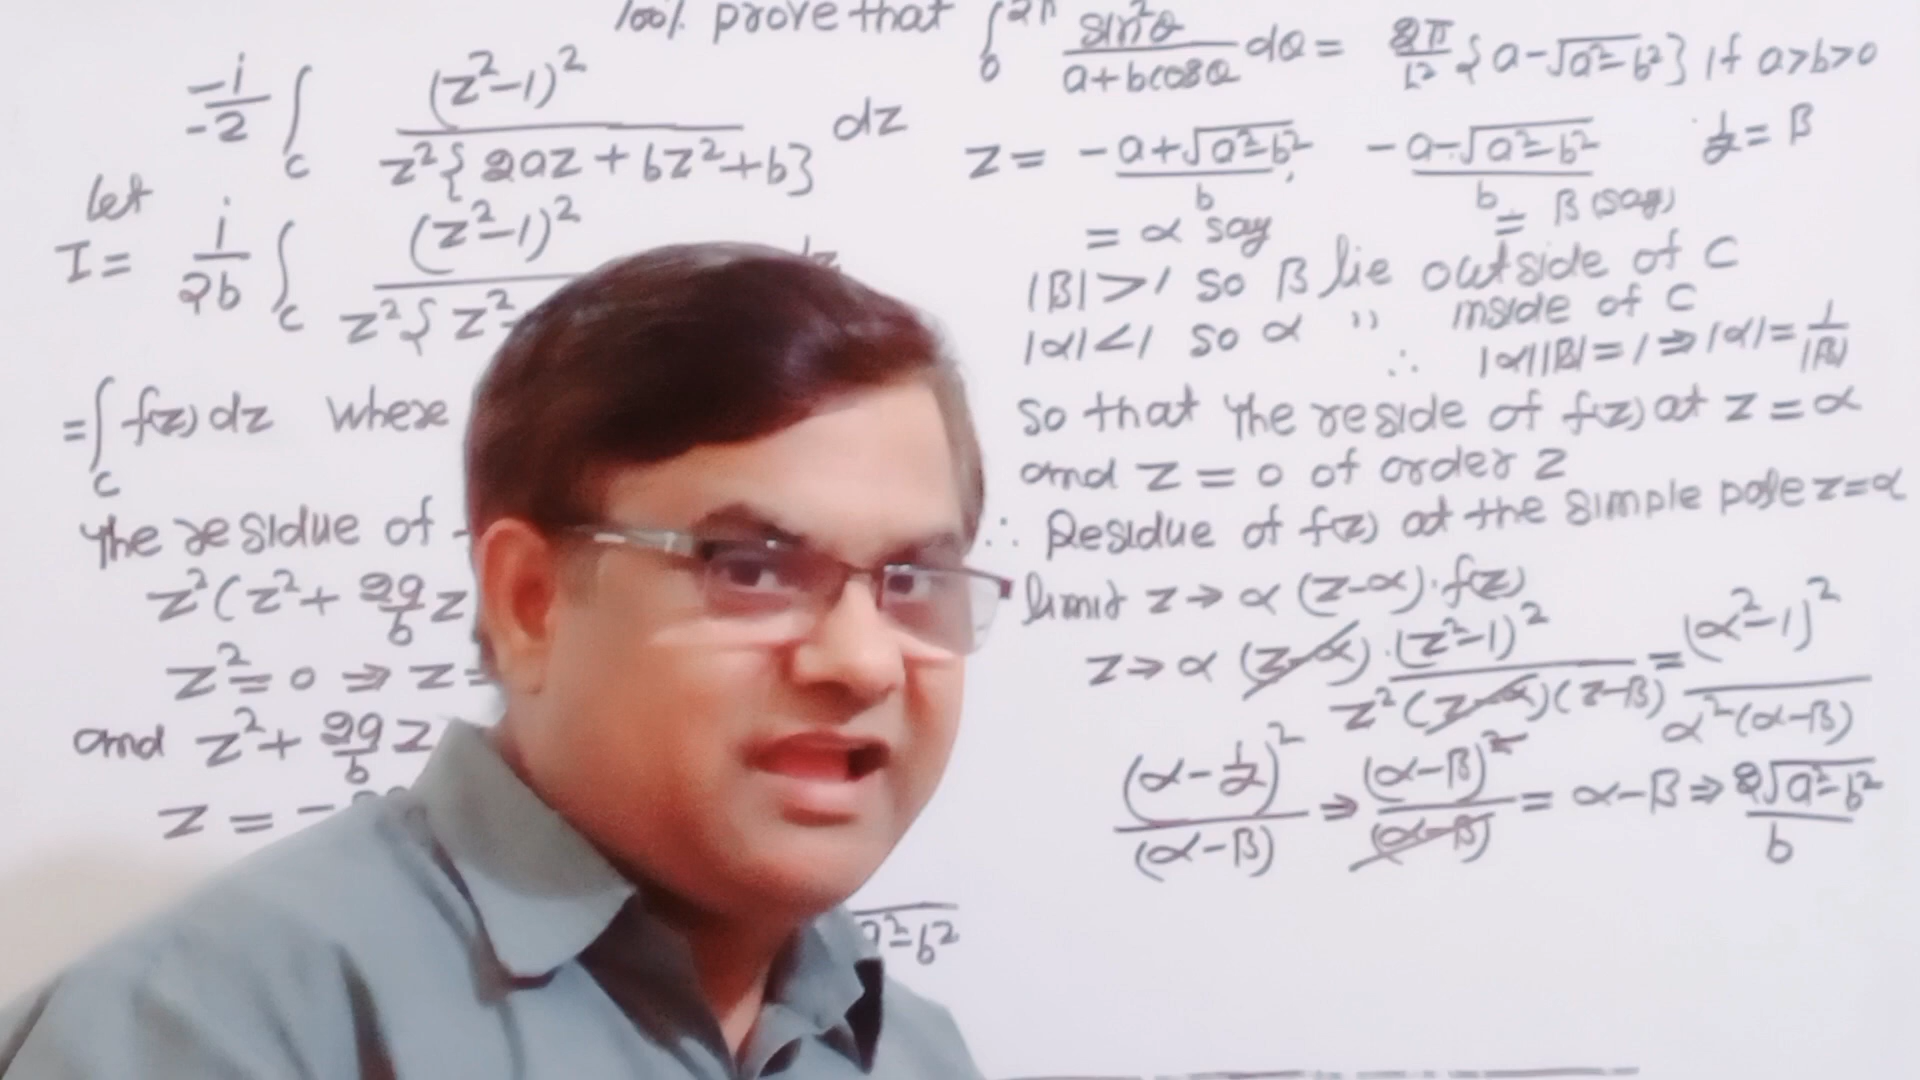 100% prove that ∫₀^2π sin²θ/(a+bcosθ) dθ = 2π/b² {a-√a²-b²} if a>b>0
-i/-2 ∫c (z²-1)²/z²{2az+bz²+b} dz
let
I = i/2b ∫c (z²-1)²/z²{z²
=∫c f(z)dz where
The residue of
z²(z²+ 2a/b z
z²=0 ⇒ z=
and z²+ 2a/b z
z = -
a²-b²
z = -a+√a²-b²/b, -a-√a²-b²/b 1/α = β
= α say = β (say)
|β|>1 so β lie outside of C
|α|<1 so α " inside of C
∴ |α||β|=1⇒|α|=1/|β|
so that the reside of f(z) at z=α
and z=0 of order 2
∴ Residue of f(z) at the simple pole z=α
limit z→α (z-α).f(z)
z→α (z-α).(z²-1)²/z²(z-α)(z-β) = (α²-1)²/α²(α-β)
(α-1/α)²/(α-β) ⇒ (α-β)²/(α-β) = α-β ⇒ 2√a²-b²/b